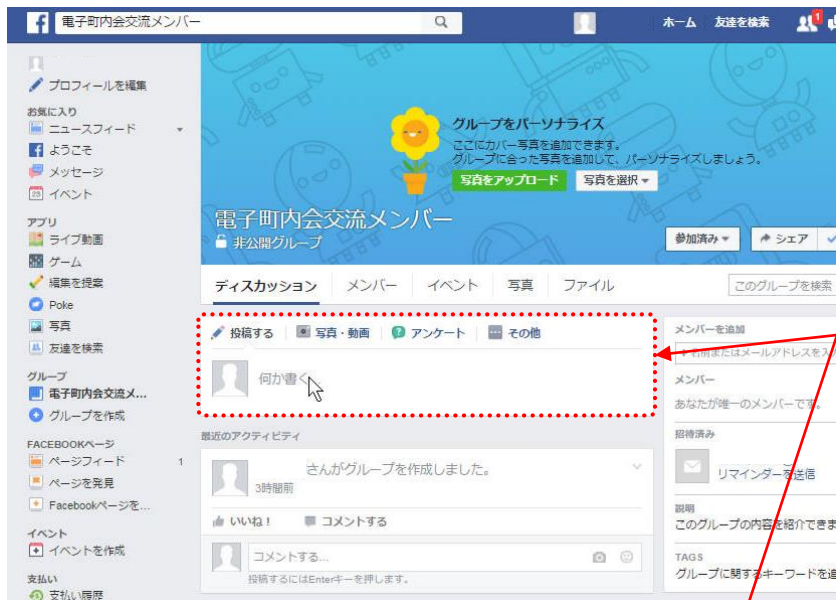 電子町内会交流メンバー
ホーム 友達を検索 1
プロフィールを編集
お気に入り
ニュースフィード
ようこそ
メッセージ
イベント
アプリ
ライブ動画
ゲーム
編集を提案
Poke
写真
友達を検索
グループ
電子町内会交流メ...
グループを作成
FACEBOOKページ
ページフィード 1
ページを発見
Facebookページを...
イベント
イベントを作成
支払い
支払い履歴
グループをパーソナライズ
ここにカバー写真を追加できます。
グループに合った写真を追加して、パーソナライズしましょう。
写真をアップロード 写真を選択
電子町内会交流メンバー
非公開グループ
参加済み シェア
ディスカッション メンバー イベント 写真 ファイル このグループを検索
投稿する 写真・動画 アンケート その他
何か書く
最近のアクティビティ
さんがグループを作成しました。
3時間前
いいね! コメントする
コメントする...
投稿するにはEnterキーを押します。
メンバーを追加
+ 名前またはメールアドレスを入
メンバー
あなたが唯一のメンバーです。
招待済み
リマインダーを送信
説明
このグループの内容を紹介できま
TAGS
グループに関するキーワードを追